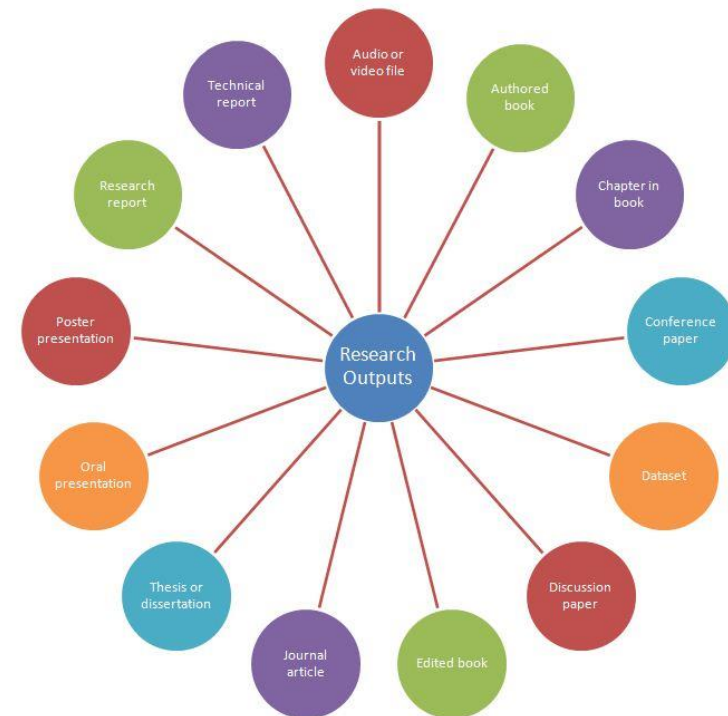 Audio or
video file
Authored
book
Chapter in
book
Conference
paper
Dataset
Discussion
paper
Edited book
Journal
article
Thesis or
dissertation
Oral
presentation
Poster
presentation
Research
report
Technical
report
Research
Outputs